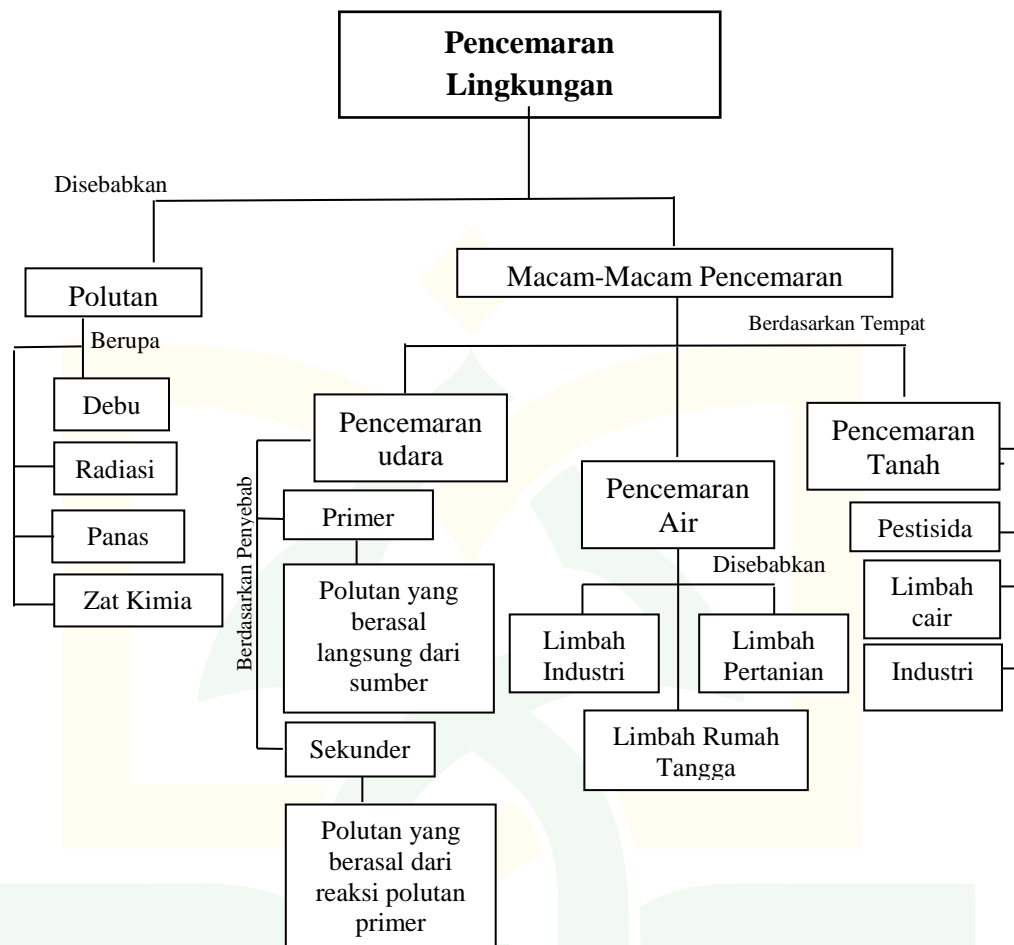 Pencemaran
Lingkungan
Disebabkan
Polutan
Berupa
Debu
Radiasi
Panas
Zat Kimia
Macam-Macam Pencemaran
Berdasarkan Tempat
Pencemaran
udara
Berdasarkan Penyebab
Primer
Polutan yang
berasal
langsung dari
sumber
Sekunder
Polutan yang
berasal dari
reaksi polutan
primer
Pencemaran
Air
Disebabkan
Limbah
Industri
Limbah
Pertanian
Limbah Rumah
Tangga
Pencemaran
Tanah
Pestisida
Limbah
cair
Industri